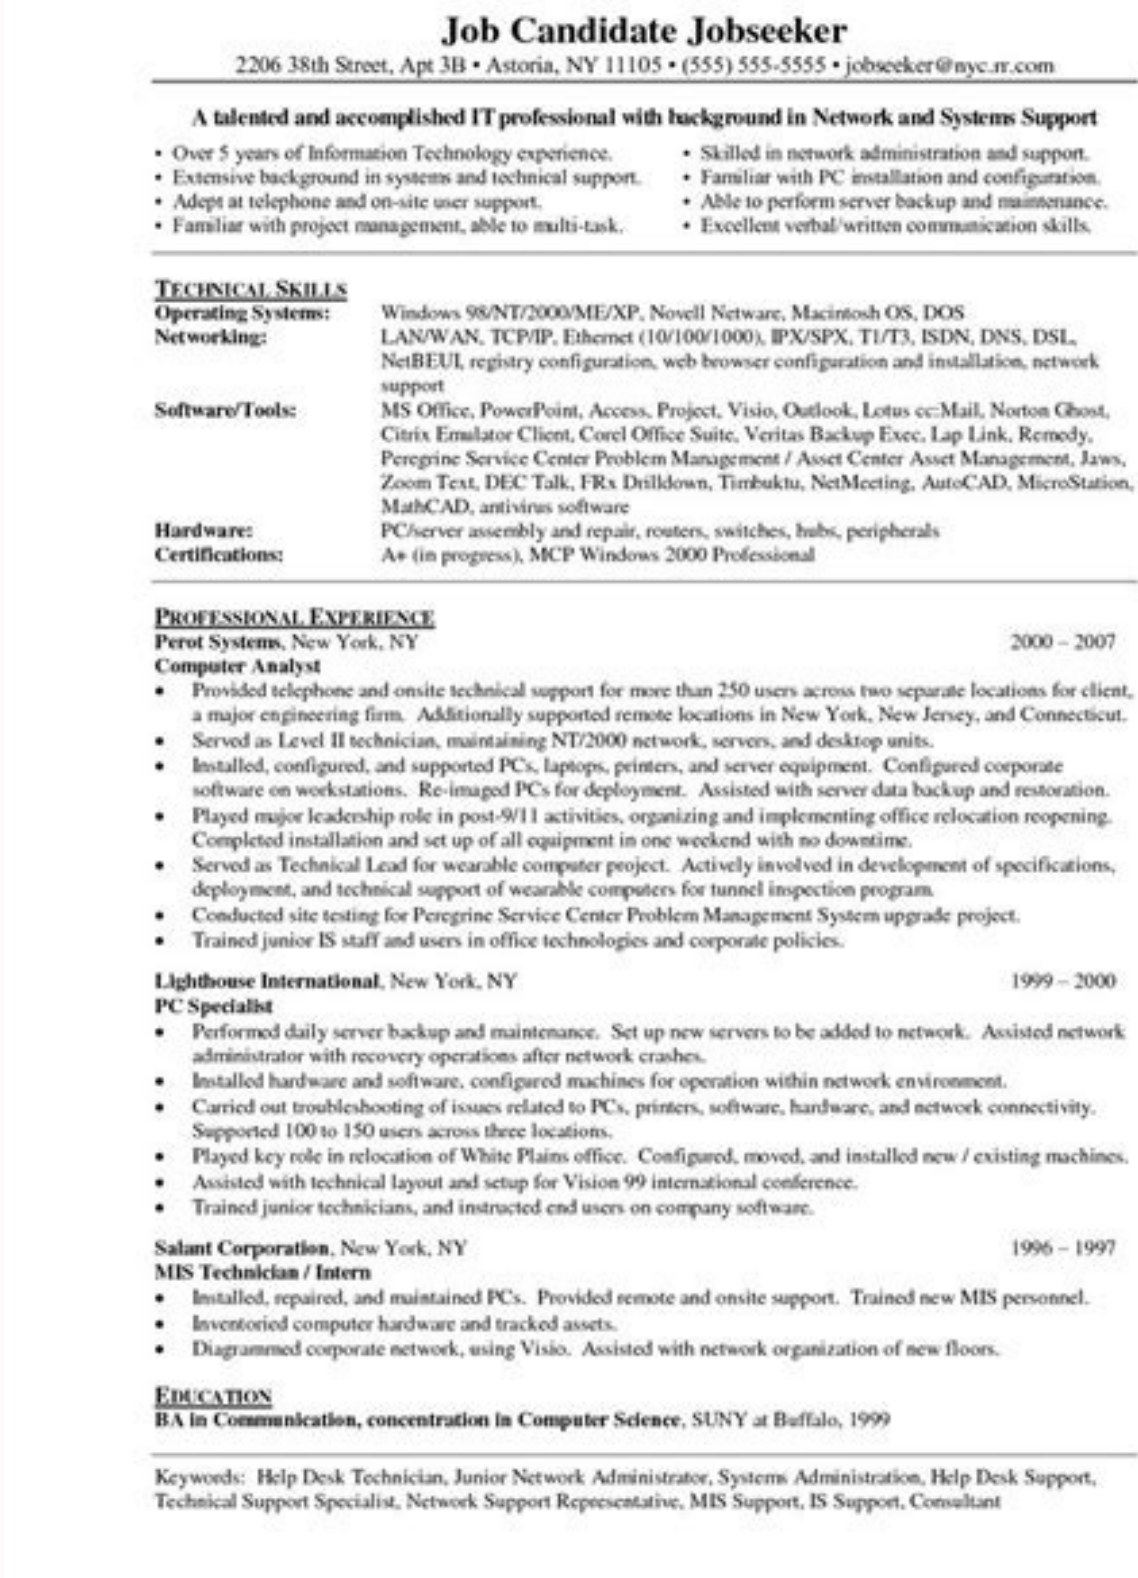 Job Candidate Jobseeker
2206 38th Street, Apt 3B • Astoria, NY 11105 • (555) 555-5555 • jobseeker@nyc.rr.com
A talented and accomplished IT professional with background in Network and Systems Support
• Over 5 years of Information Technology experience.
• Extensive background in systems and technical support.
• Adept at telephone and on-site user support.
• Familiar with project management, able to multi-task.
• Skilled in network administration and support.
• Familiar with PC installation and configuration.
• Able to perform server backup and maintenance.
• Excellent verbal/written communication skills.
TECHNICAL SKILLS
Operating Systems: Windows 98/NT/2000/ME/XP, Novell Netware, Macintosh OS, DOS
Networking: LAN/WAN, TCP/IP, Ethernet (10/100/1000), IPX/SPX, T1/T3, ISDN, DNS, DSL,
NetBEUI, registry configuration, web browser configuration and installation, network
support
Software/Tools: MS Office, PowerPoint, Access, Project, Visio, Outlook, Lotus cc:Mail, Norton Ghost,
Citrix Emulator Client, Corel Office Suite, Veritas Backup Exec, Lap Link, Remedy,
Peregrine Service Center Problem Management / Asset Center Asset Management, Jaws,
Zoom Text, DEC Talk, FRx Drilldown, Timbuktu, NetMeeting, AutoCAD, MicroStation,
MathCAD, antivirus software
Hardware: PC/server assembly and repair, routers, switches, hubs, peripherals
Certifications: A+ (in progress), MCP Windows 2000 Professional
PROFESSIONAL EXPERIENCE
Perot Systems, New York, NY 2000 – 2007
Computer Analyst
• Provided telephone and onsite technical support for more than 250 users across two separate locations for client,
a major engineering firm. Additionally supported remote locations in New York, New Jersey, and Connecticut.
• Served as Level II technician, maintaining NT/2000 network, servers, and desktop units.
• Installed, configured, and supported PCs, laptops, printers, and server equipment. Configured corporate
software on workstations. Re-imaged PCs for deployment. Assisted with server data backup and restoration.
• Played major leadership role in post-9/11 activities, organizing and implementing office relocation reopening.
Completed installation and set up of all equipment in one weekend with no downtime.
• Served as Technical Lead for wearable computer project. Actively involved in development of specifications,
deployment, and technical support of wearable computers for tunnel inspection program.
• Conducted site testing for Peregrine Service Center Problem Management System upgrade project.
• Trained junior IS staff and users in office technologies and corporate policies.
Lighthouse International, New York, NY 1999 – 2000
PC Specialist
• Performed daily server backup and maintenance. Set up new servers to be added to network. Assisted network
administrator with recovery operations after network crashes.
• Installed hardware and software, configured machines for operation within network environment.
• Carried out troubleshooting of issues related to PCs, printers, software, hardware, and network connectivity.
Supported 100 to 150 users across three locations.
• Played key role in relocation of White Plains office. Configured, moved, and installed new / existing machines.
• Assisted with technical layout and setup for Vision 99 international conference.
• Trained junior technicians, and instructed end users on company software.
Salant Corporation, New York, NY 1996 – 1997
MIS Technician / Intern
• Installed, repaired, and maintained PCs. Provided remote and onsite support. Trained new MIS personnel.
• Inventoried computer hardware and tracked assets.
• Diagrammed corporate network, using Visio. Assisted with network organization of new floors.
EDUCATION
BA in Communication, concentration in Computer Science, SUNY at Buffalo, 1999
Keywords: Help Desk Technician, Junior Network Administrator, Systems Administration, Help Desk Support,
Technical Support Specialist, Network Support Representative, MIS Support, IS Support, Consultant